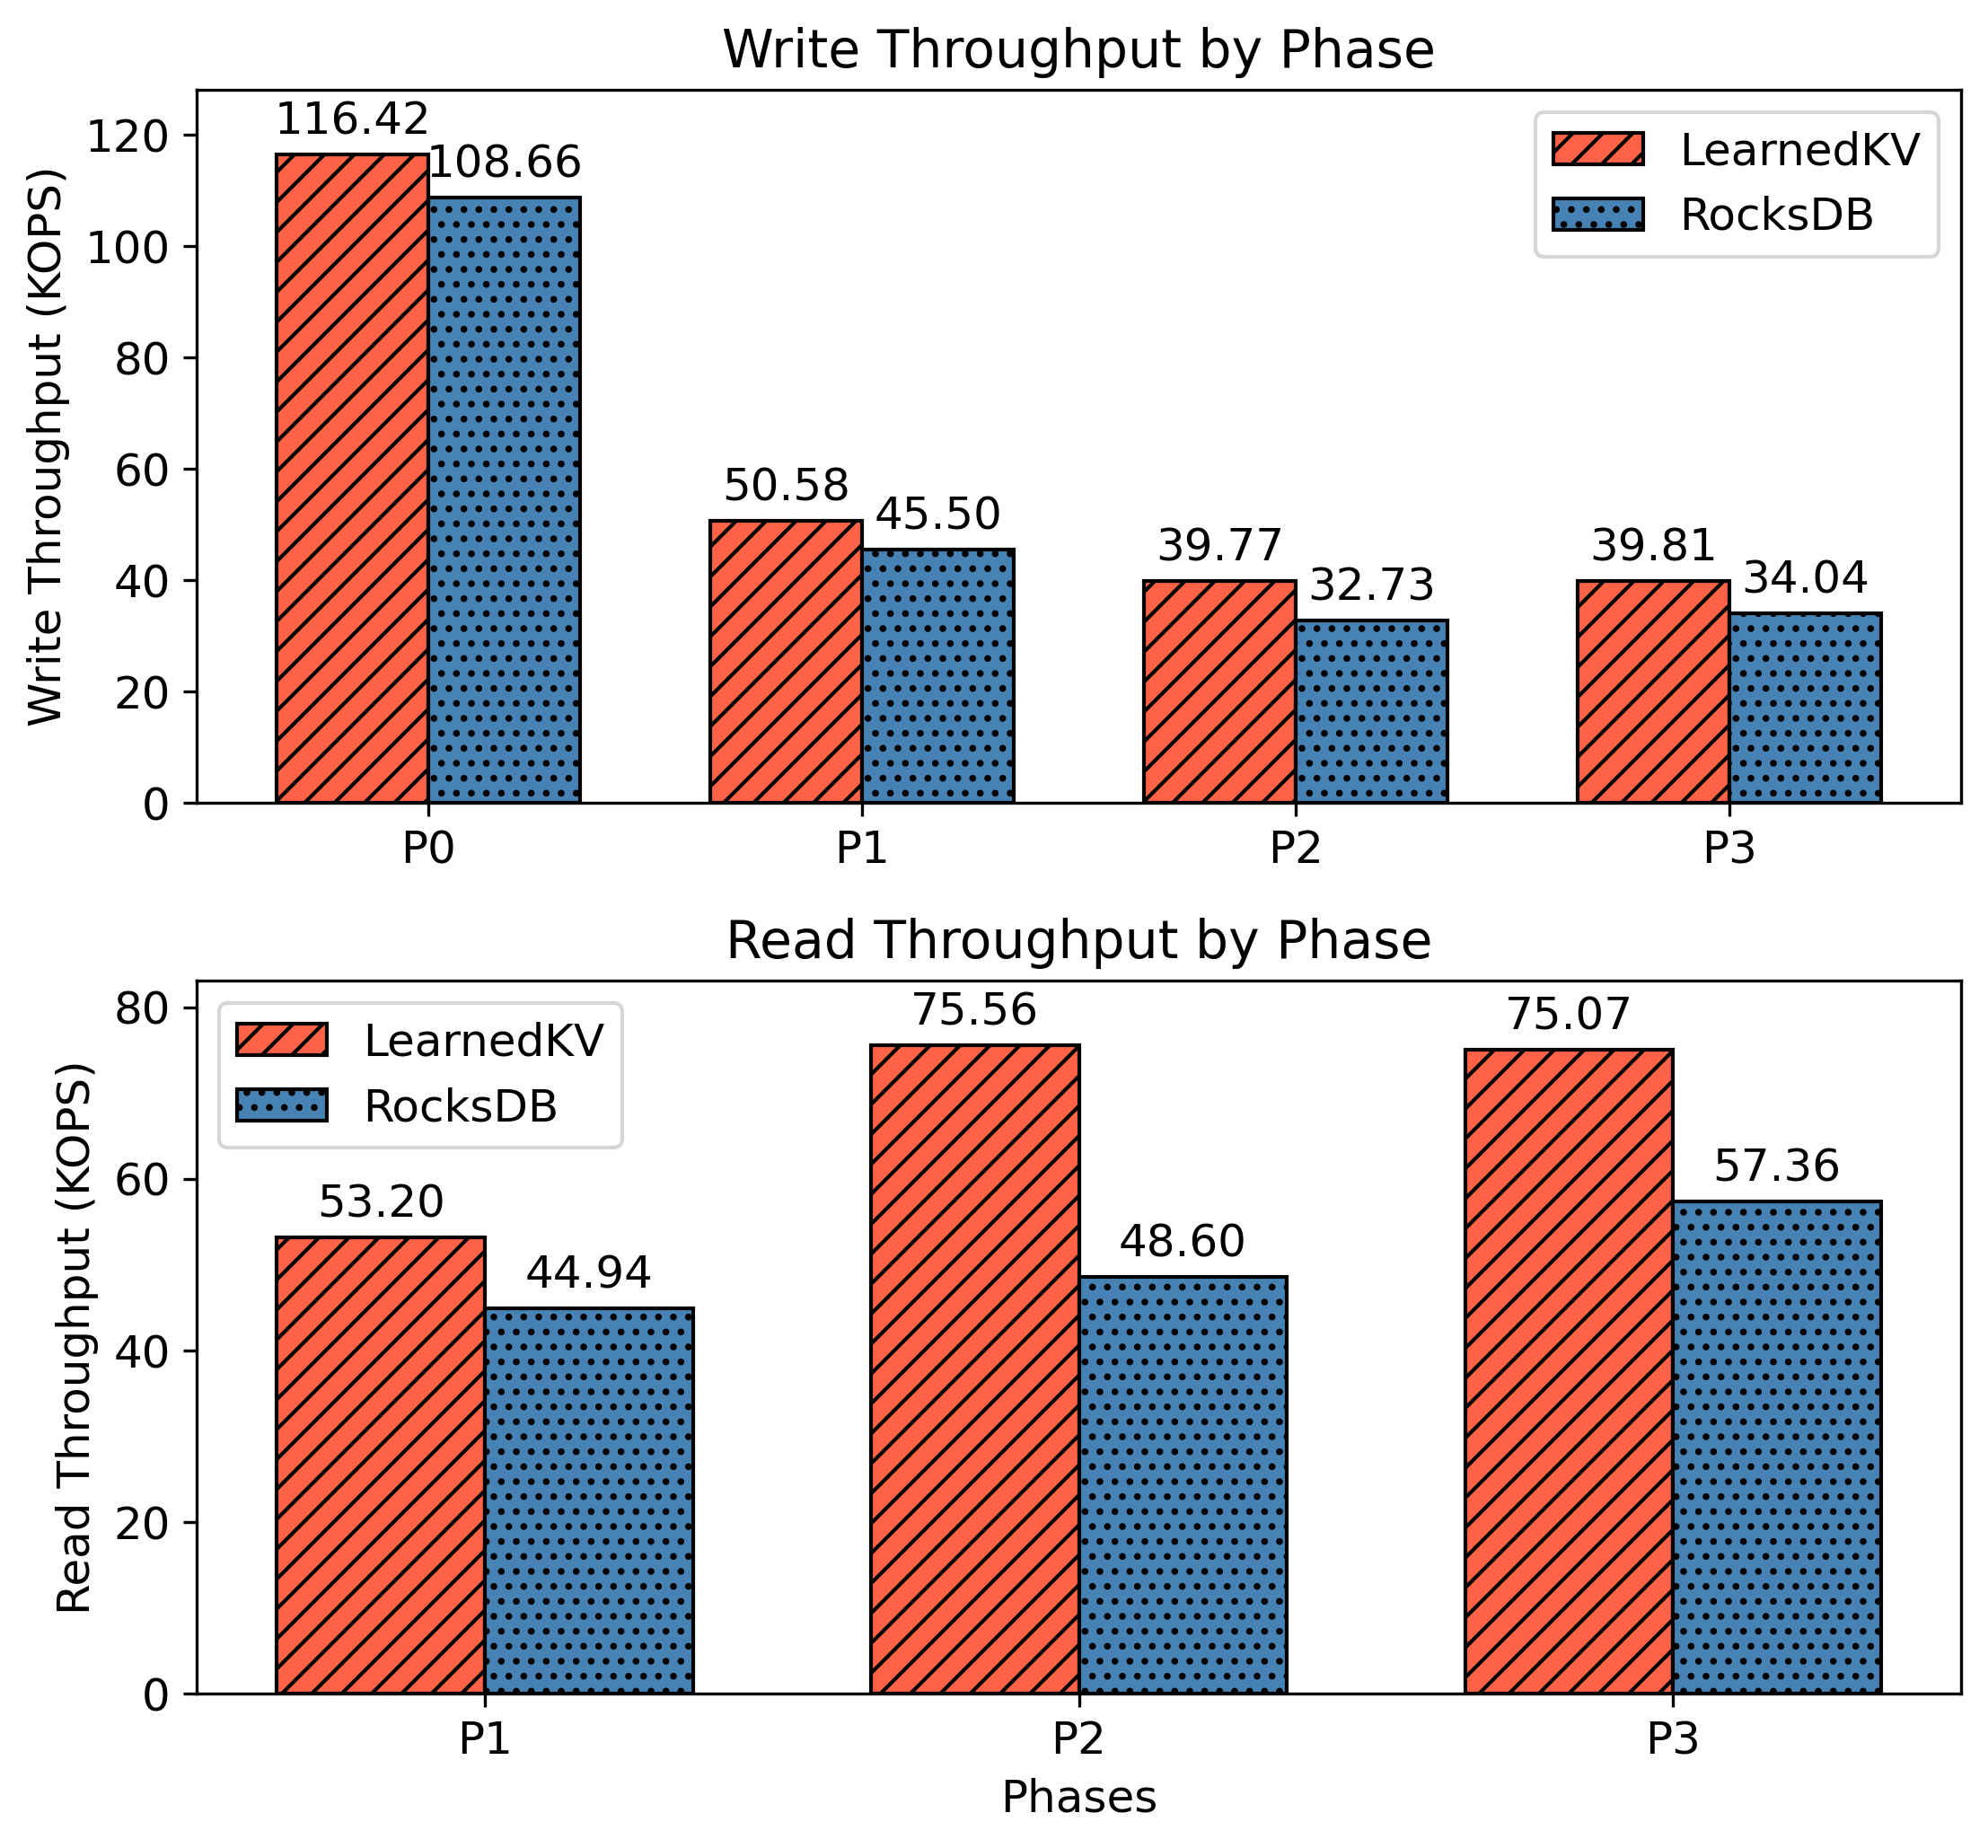 Write Throughput by Phase
Write Throughput (KOPS)
120
100
80
60
40
20
0
116.42
108.66
50.58
45.50
39.77
32.73
39.81
34.04
LearnedKV
RocksDB
P0
P1
P2
P3
Read Throughput by Phase
Read Throughput (KOPS)
80
60
40
20
0
LearnedKV
RocksDB
53.20
44.94
75.56
48.60
75.07
57.36
P1
P2
P3
Phases